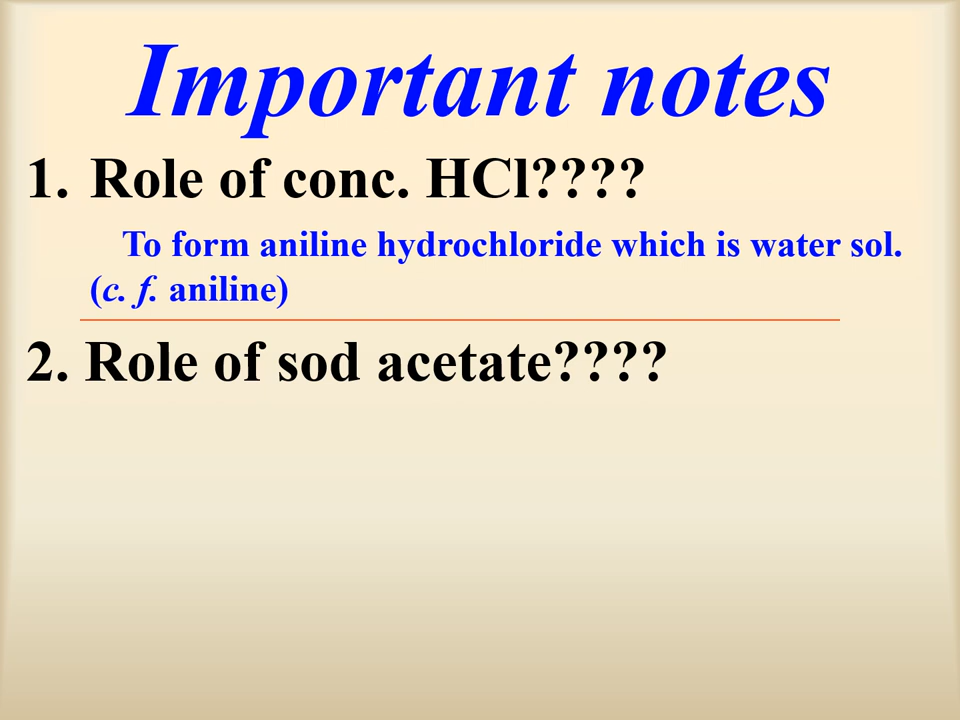 Important notes
1. Role of conc. HCl????
To form aniline hydrochloride which is water sol.
(c. f. aniline)
2. Role of sod acetate????